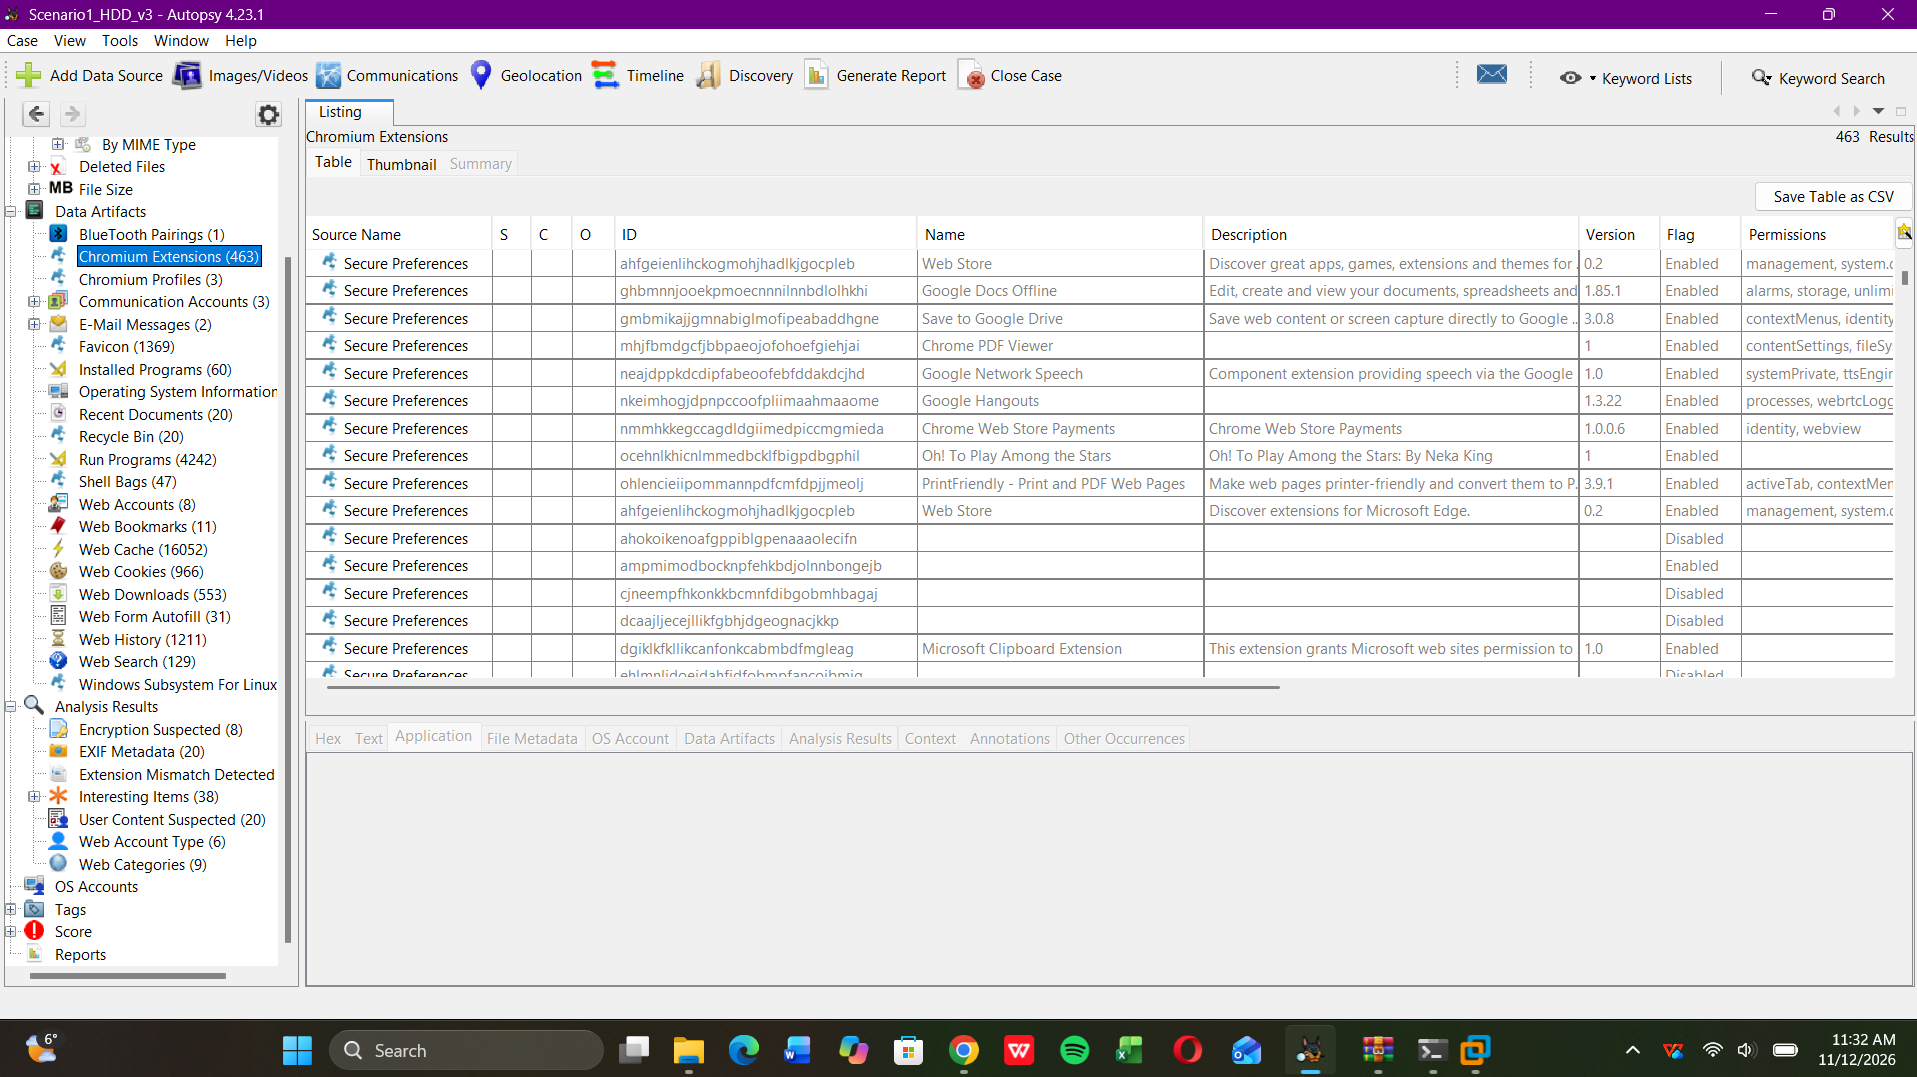 Scenario1_HDD_v3 - Autopsy 4.23.1
Case View Tools Window Help
Add Data Source Images/Videos Communications Geolocation Timeline Discovery Generate Report Close Case Keyword Lists Keyword Search
By MIME Type
Deleted Files
MB File Size
Data Artifacts
BlueTooth Pairings (1)
Chromium Extensions (463)
Chromium Profiles (3)
Communication Accounts (3)
E-Mail Messages (2)
Favicon (1369)
Installed Programs (60)
Operating System Information
Recent Documents (20)
Recycle Bin (20)
Run Programs (4242)
Shell Bags (47)
Web Accounts (8)
Web Bookmarks (11)
Web Cache (16052)
Web Cookies (966)
Web Downloads (553)
Web Form Autofill (31)
Web History (1211)
Web Search (129)
Windows Subsystem For Linux
Analysis Results
Encryption Suspected (8)
EXIF Metadata (20)
Extension Mismatch Detected
Interesting Items (38)
User Content Suspected (20)
Web Account Type (6)
Web Categories (9)
OS Accounts
Tags
Score
Reports
Listing
Chromium Extensions 463 Results
Table Thumbnail Summary
Save Table as CSV
Source Name S C O ID Name Description Version Flag Permissions
Secure Preferences ahfgeienlihckogmohjhadlkjgocpleb Web Store Discover great apps, games, extensions and themes for . 0.2 Enabled management, system.c
Secure Preferences ghbmnnjooekpmoecnnnilnnbdlolhkhi Google Docs Offline Edit, create and view your documents, spreadsheets and 1.85.1 Enabled alarms, storage, unlimi
Secure Preferences gmbmikajjgmnabiglmofipeabaddhgne Save to Google Drive Save web content or screen capture directly to Google .. 3.0.8 Enabled contextMenus, identity
Secure Preferences mhjfbmdgcfjbbpaeojofohoefgiehjai Chrome PDF Viewer 1 Enabled contentSettings, fileSy
Secure Preferences neajdppkdcdipfabeoofebfddakdcjhd Google Network Speech Component extension providing speech via the Google 1.0 Enabled systemPrivate, ttsEngir
Secure Preferences nkeimhogjdpnpccoofpliimaahmaaome Google Hangouts 1.3.22 Enabled processes, webrtcLogg
Secure Preferences nmmhkkegccagdldgiimedpiccmgmieda Chrome Web Store Payments Chrome Web Store Payments 1.0.0.6 Enabled identity, webview
Secure Preferences ocehnlkhicnlmmedbcklfbigpdbgphil Oh! To Play Among the Stars Oh! To Play Among the Stars: By Neka King 1 Enabled
Secure Preferences ohlencieiipommannpdfcmfdpjjmeolj PrintFriendly - Print and PDF Web Pages Make web pages printer-friendly and convert them to P. 3.9.1 Enabled activeTab, contextMen
Secure Preferences ahfgeienlihckogmohjhadlkjgocpleb Web Store Discover extensions for Microsoft Edge. 0.2 Enabled management, system.c
Secure Preferences ahokoikenoafgppiblgpenaaaolecifn Disabled
Secure Preferences ampmimodbocknpfehkbdjolnnbongejb Enabled
Secure Preferences cjneempfhkonkkbcmnfdibgobmhbagaj Disabled
Secure Preferences dcaajljecejllikfgbhjdgeognacjkkp Disabled
Secure Preferences dgiklkfkllikcanfonkcabmbdfmgleag Microsoft Clipboard Extension This extension grants Microsoft web sites permission to 1.0 Enabled
Secure Preferences Disabled
Hex Text Application File Metadata OS Account Data Artifacts Analysis Results Context Annotations Other Occurrences
6° Search 11:32 AM
11/12/2026